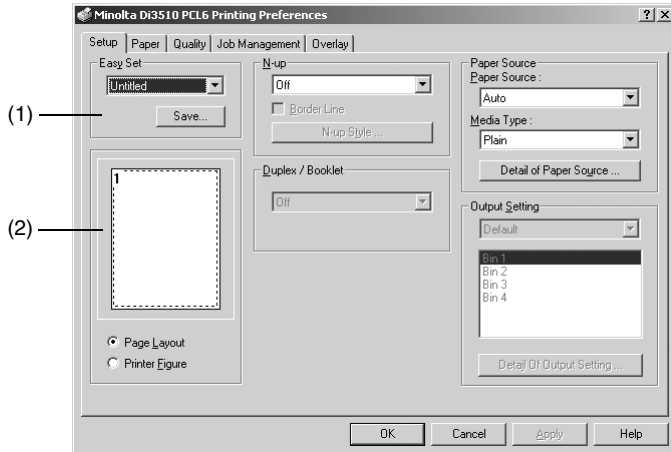 Minolta Di3510 PCL6 Printing Preferences
Setup Paper Quality Job Management Overlay
(1)
Easy Set
Untitled
Save...
(2)
1
Page Layout
Printer Figure
N-up
Off
Border Line
N-up Style ...
Duplex / Booklet
Off
Paper Source
Paper Source :
Auto
Media Type :
Plain
Detail of Paper Source ...
Output Setting
Default
Bin 1
Bin 2
Bin 3
Bin 4
Detail Of Output Setting ...
OK Cancel Apply Help